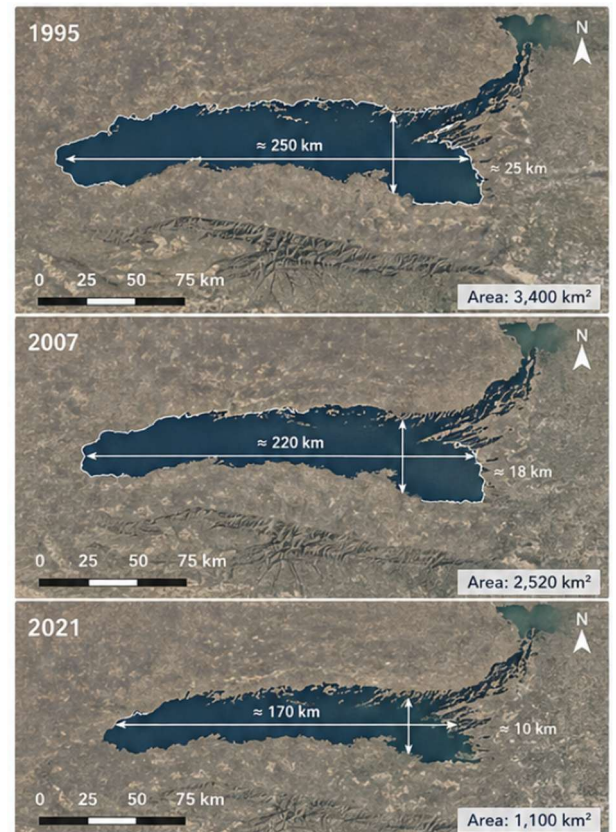 1995
N
≈ 250 km
≈ 25 km
0 25 50 75 km
Area: 3,400 km²
2007
N
≈ 220 km
≈ 18 km
0 25 50 75 km
Area: 2,520 km²
2021
N
≈ 170 km
≈ 10 km
0 25 50 75 km
Area: 1,100 km²